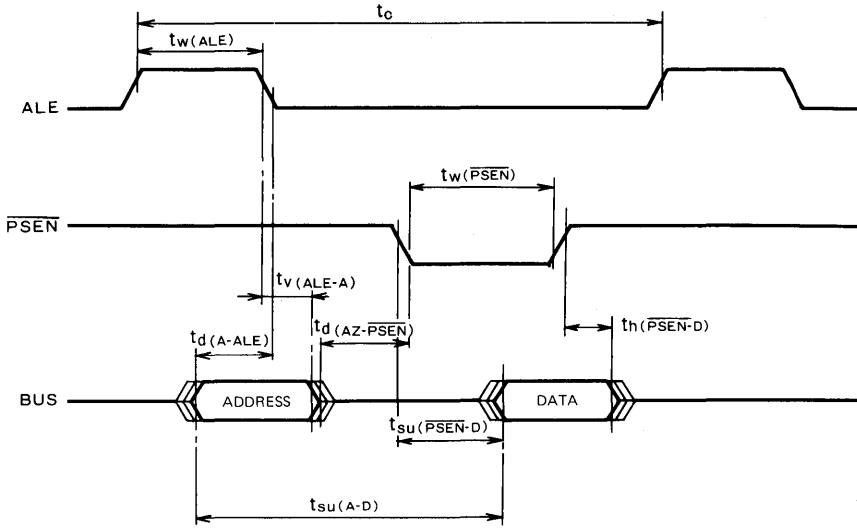 tc
tw(ALE)
ALE
tw(PSEN)
PSEN
tv(ALE-A)
td(AZ-PSEN)
th(PSEN-D)
td(A-ALE)
BUS
ADDRESS
DATA
tsu(PSEN-D)
tsu(A-D)